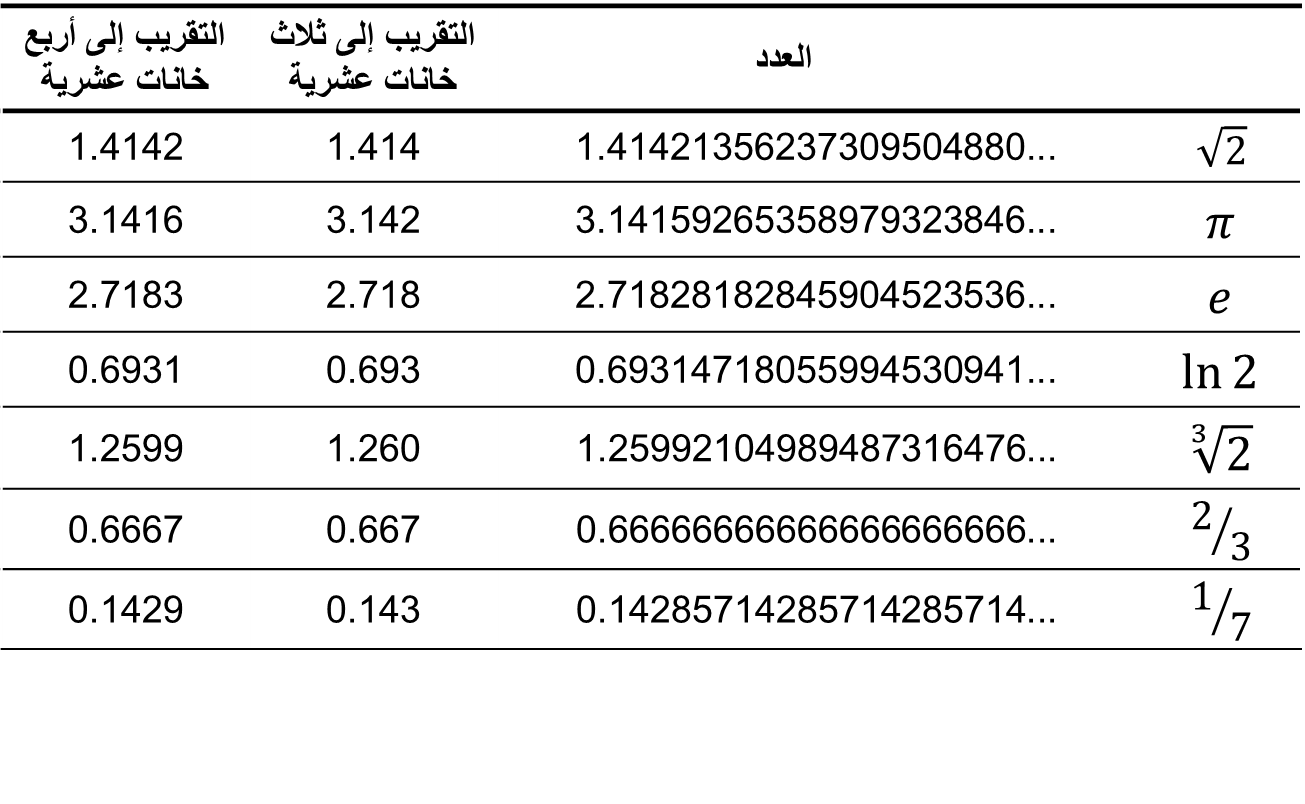 العدد التقريب إلى ثلاث خانات عشرية التقريب إلى أربع خانات عشرية
√2 1.41421356237309504880... 1.414 1.4142
π 3.14159265358979323846... 3.142 3.1416
e 2.71828182845904523536... 2.718 2.7183
ln 2 0.69314718055994530941... 0.693 0.6931
∛2 1.25992104989487316476... 1.260 1.2599
2/3 0.66666666666666666666... 0.667 0.6667
1/7 0.14285714285714285714... 0.143 0.1429